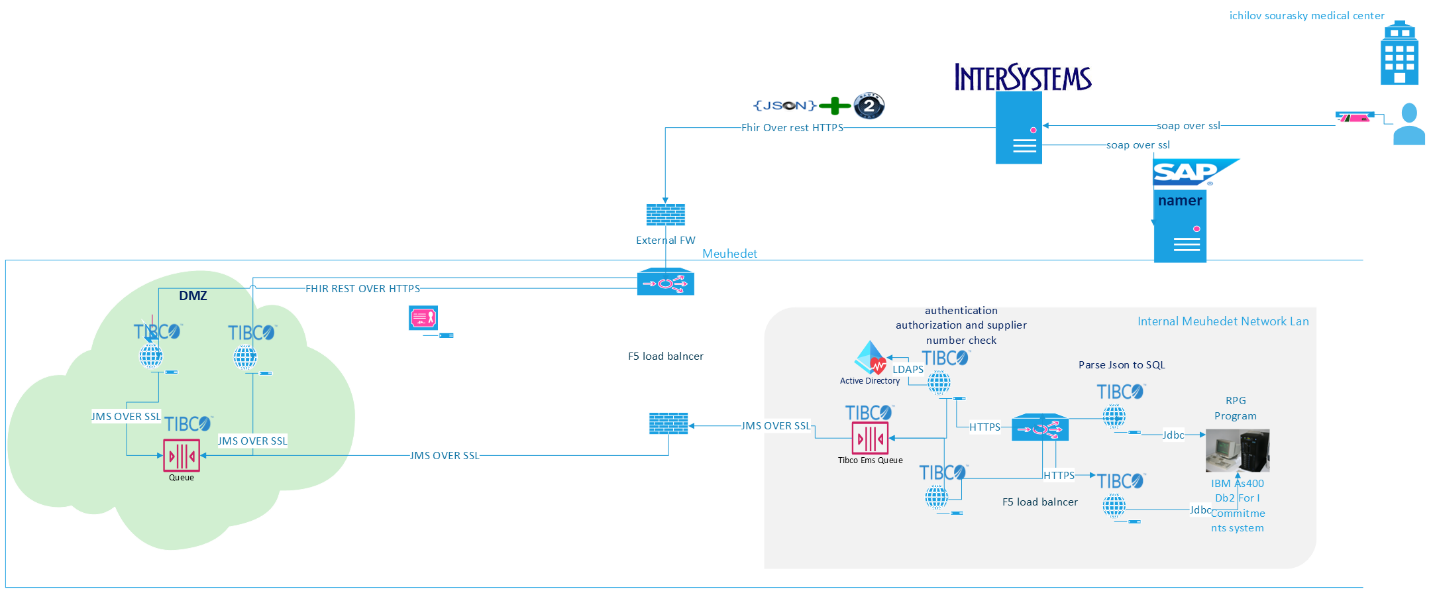 ichilov sourasky medical center
INTERSYSTEMS
{JSON}
2
Fhir Over rest HTTPS
soap over ssl
soap over ssl
SAP
namer
External FW
Meuhedet
DMZ
FHIR REST OVER HTTPS
TIBCO
TIBCO
F5 load balncer
JMS OVER SSL
TIBCO
JMS OVER SSL
Queue
JMS OVER SSL
JMS OVER SSL
authentication
authorization and supplier
number check
Internal Meuhedet Network Lan
TIBCO
LDAPS
Active Directory
Parse Json to SQL
TIBCO
TIBCO
HTTPS
Tibco Ems Queue
Jdbc
RPG
Program
TIBCO
HTTPS
TIBCO
F5 load balncer
Jdbc
IBM As400
Db2 For I
Commitme
nts system